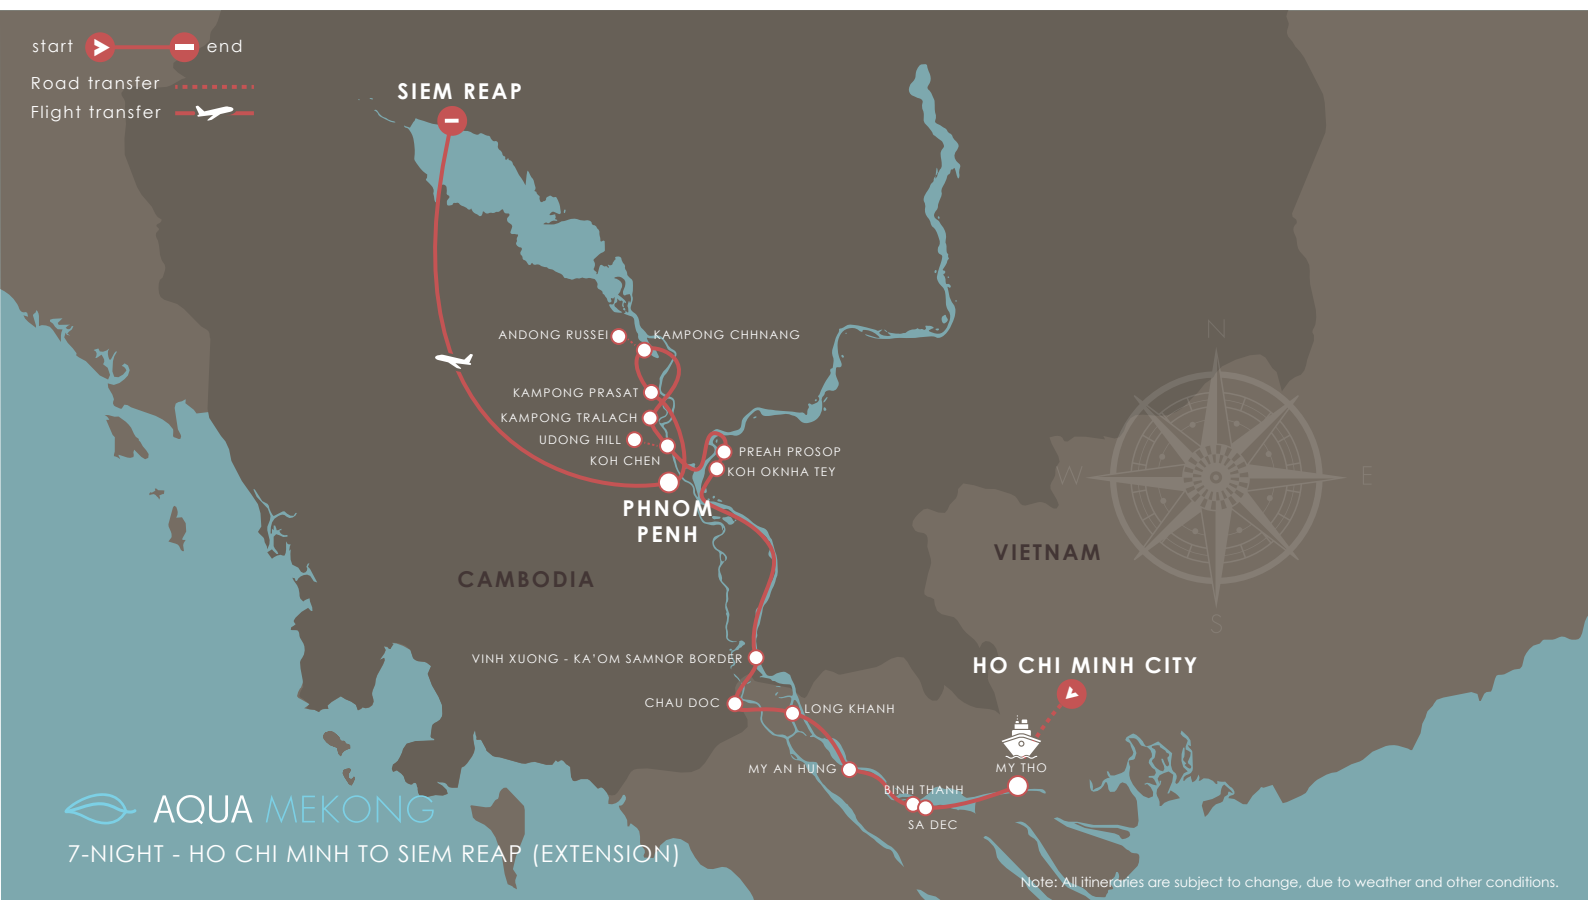 start
end
Road transfer
Flight transfer
SIEM REAP
ANDONG RUSSEI
KAMPONG CHHNANG
KAMPONG PRASAT
KAMPONG TRALACH
UDONG HILL
KOH CHEN
PREAH PROSOP
KOH OKNHA TEY
PHNOM
PENH
N
W
E
S
VIETNAM
CAMBODIA
VINH XUONG - KA'OM SAMNOR BORDER
HO CHI MINH CITY
CHAU DOC
LONG KHANH
MY AN HUNG
MY THO
BINH THANH
SA DEC
AQUA MEKONG
7-NIGHT - HO CHI MINH TO SIEM REAP (EXTENSION)
Note: All itineraries are subject to change, due to weather and other conditions.